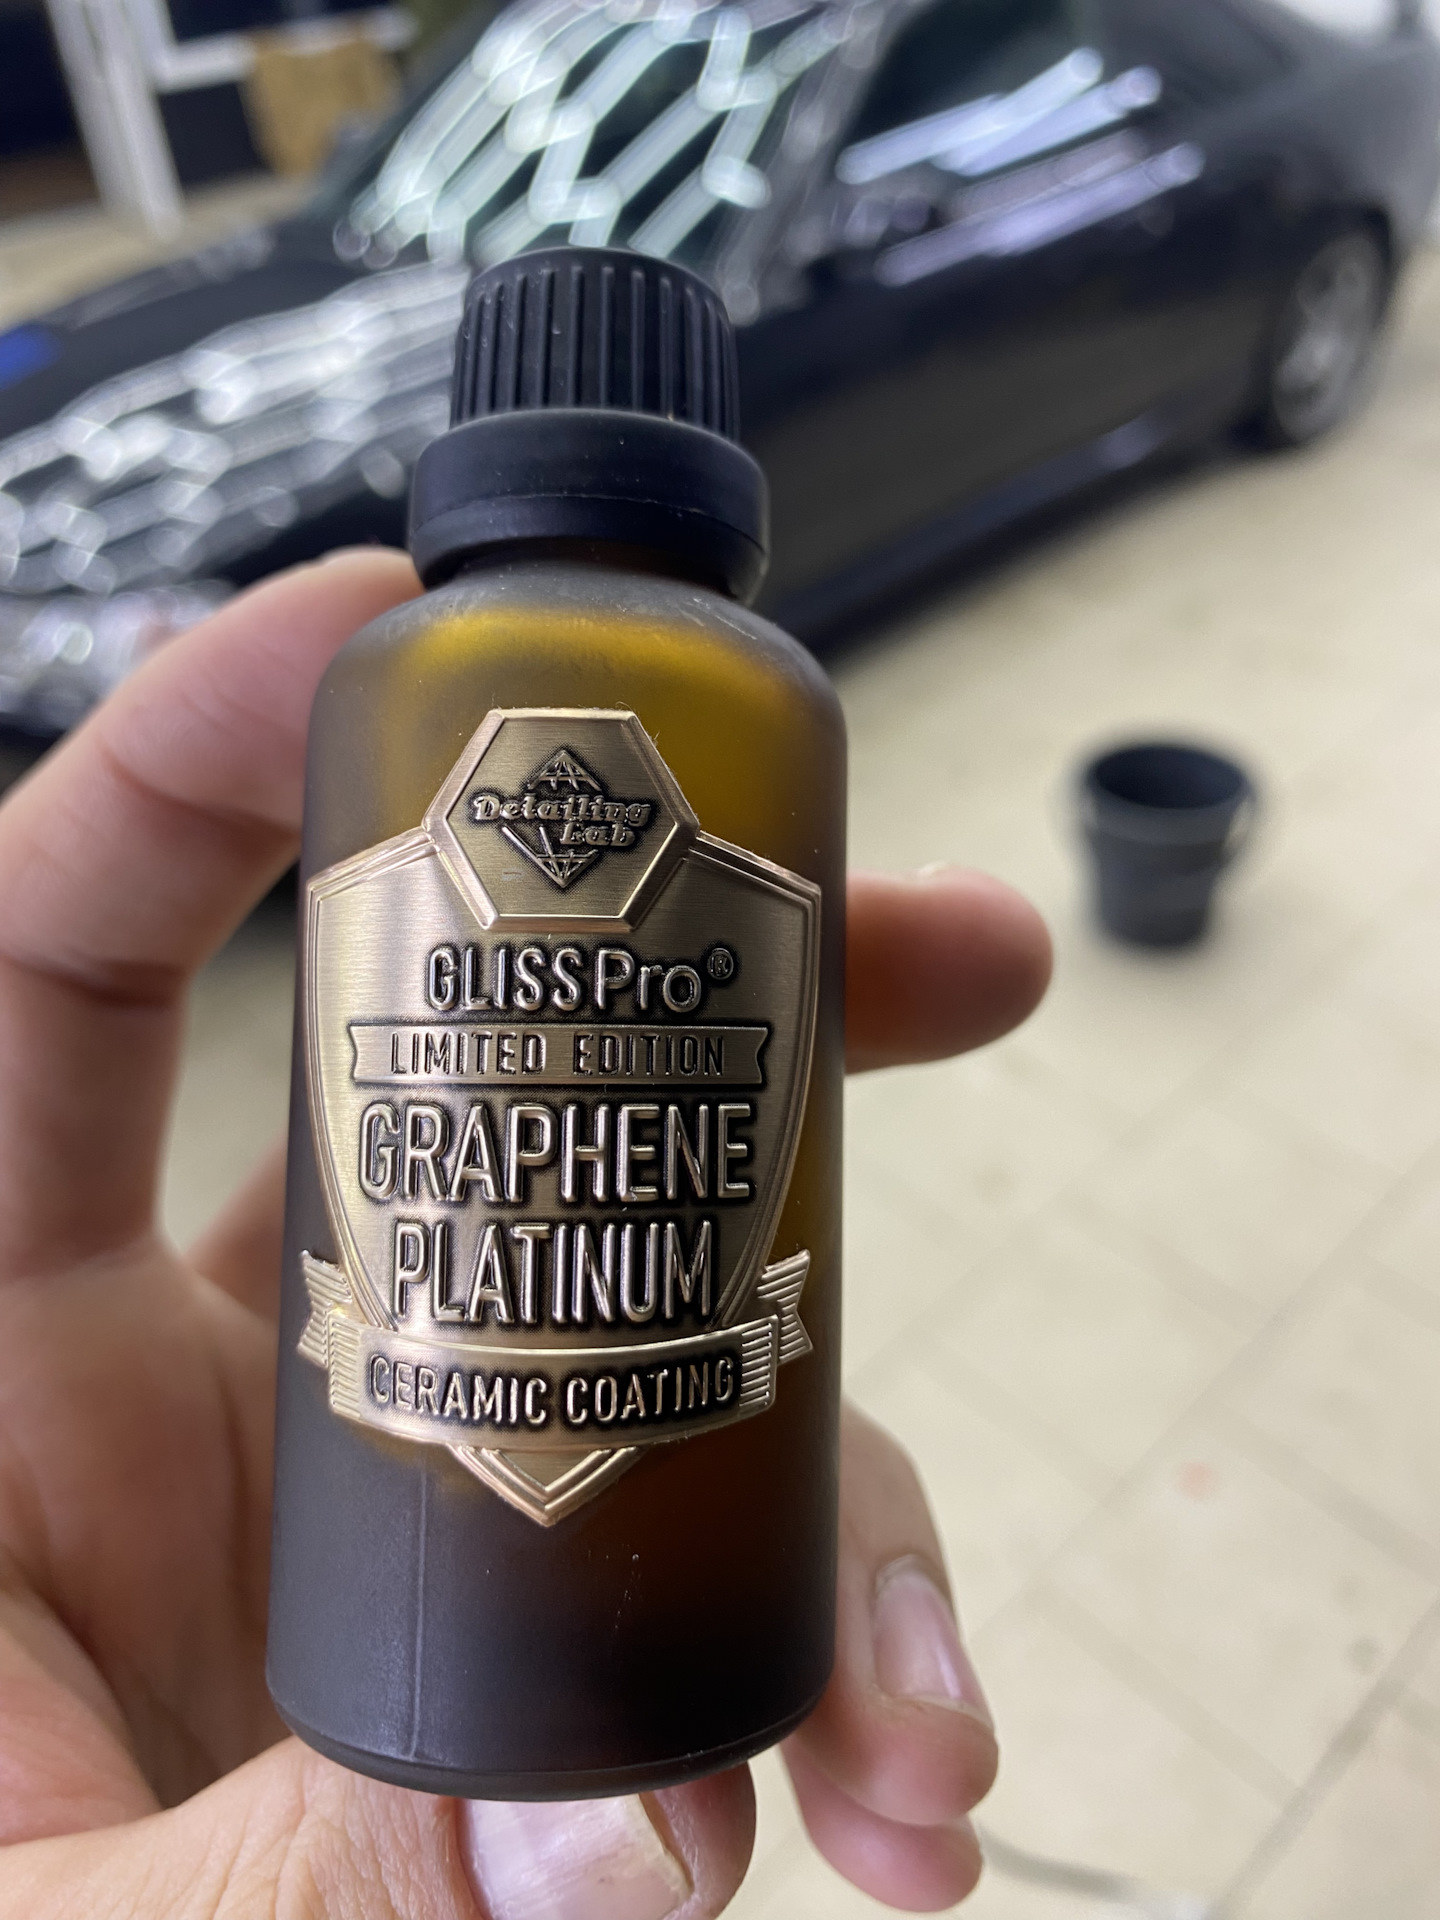 Detailing
Lab
GLISSPro®
LIMITED EDITION
GRAPHENE
PLATINUM
CERAMIC COATING